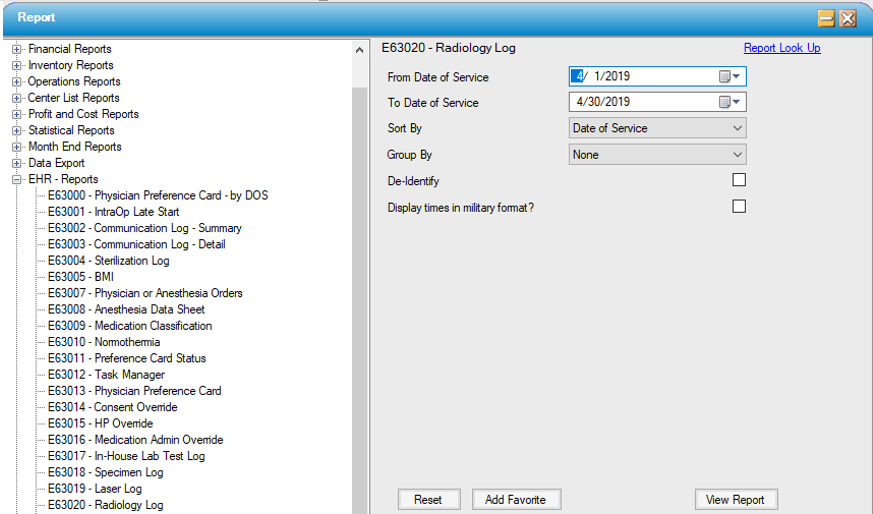 Report
Financial Reports
Inventory Reports
Operations Reports
Center List Reports
Profit and Cost Reports
Statistical Reports
Month End Reports
Data Export
EHR - Reports
E63000 - Physician Preference Card - by DOS
E63001 - IntraOp Late Start
E63002 - Communication Log - Summary
E63003 - Communication Log - Detail
E63004 - Sterilization Log
E63005 - BMI
E63007 - Physician or Anesthesia Orders
E63008 - Anesthesia Data Sheet
E63009 - Medication Classification
E63010 - Normothermia
E63011 - Preference Card Status
E63012 - Task Manager
E63013 - Physician Preference Card
E63014 - Consent Override
E63015 - HP Override
E63016 - Medication Admin Override
E63017 - In-House Lab Test Log
E63018 - Specimen Log
E63019 - Laser Log
E63020 - Radiology Log
E63020 - Radiology Log Report Look Up
From Date of Service 4/ 1/2019
To Date of Service 4/30/2019
Sort By Date of Service
Group By None
De-Identify
Display times in military format?
Reset Add Favorite View Report